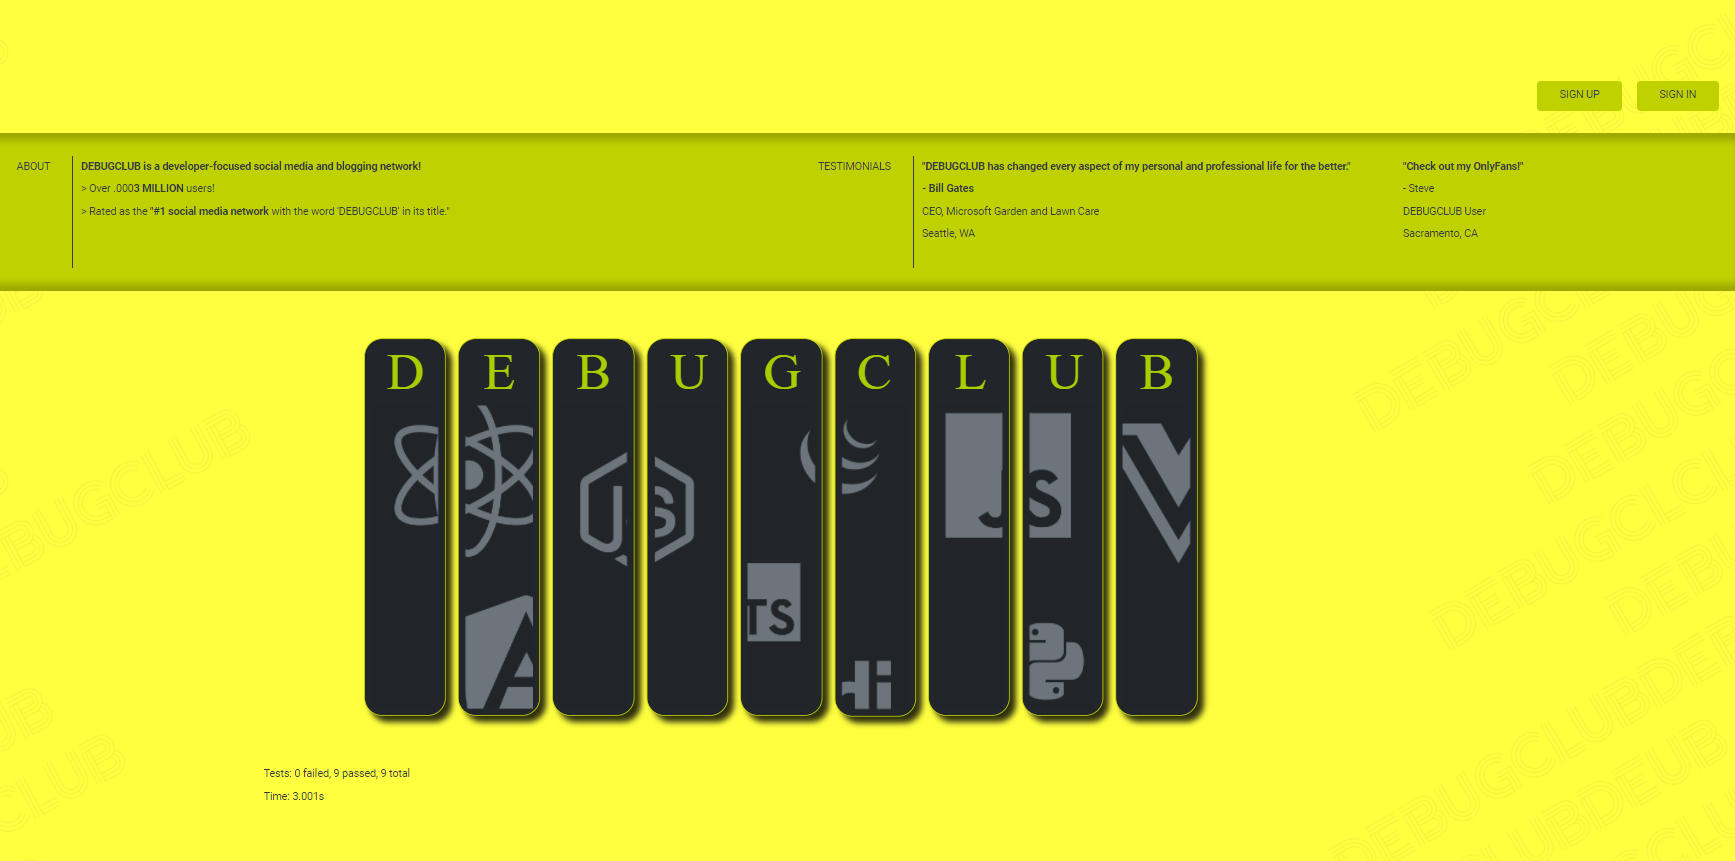 SIGN UP
SIGN IN
ABOUT
DEBUGCLUB is a developer-focused social media and blogging network!
> Over .0003 MILLION users!
> Rated as the "#1 social media network with the word 'DEBUGCLUB' in its title."
TESTIMONIALS
"DEBUGCLUB has changed every aspect of my personal and professional life for the better."
- Bill Gates
CEO, Microsoft Garden and Lawn Care
Seattle, WA
"Check out my OnlyFans!"
- Steve
DEBUGCLUB User
Sacramento, CA
D E B U G C L U B
JS
TS
JS
Tests: 0 failed, 9 passed, 9 total
Time: 3.001s
DEBUGCLUB